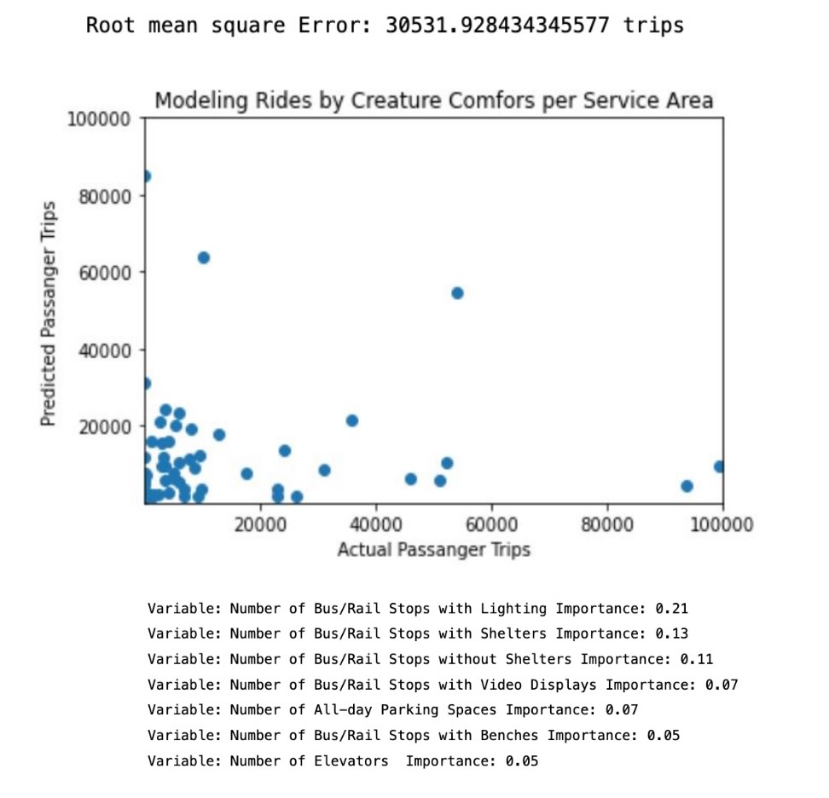 Root mean square Error: 30531.928434345577 trips
Modeling Rides by Creature Comfors per Service Area
100000
80000
60000
40000
20000
Predicted Passanger Trips
20000 40000 60000 80000 100000
Actual Passanger Trips
Variable: Number of Bus/Rail Stops with Lighting Importance: 0.21
Variable: Number of Bus/Rail Stops with Shelters Importance: 0.13
Variable: Number of Bus/Rail Stops without Shelters Importance: 0.11
Variable: Number of Bus/Rail Stops with Video Displays Importance: 0.07
Variable: Number of All-day Parking Spaces Importance: 0.07
Variable: Number of Bus/Rail Stops with Benches Importance: 0.05
Variable: Number of Elevators  Importance: 0.05